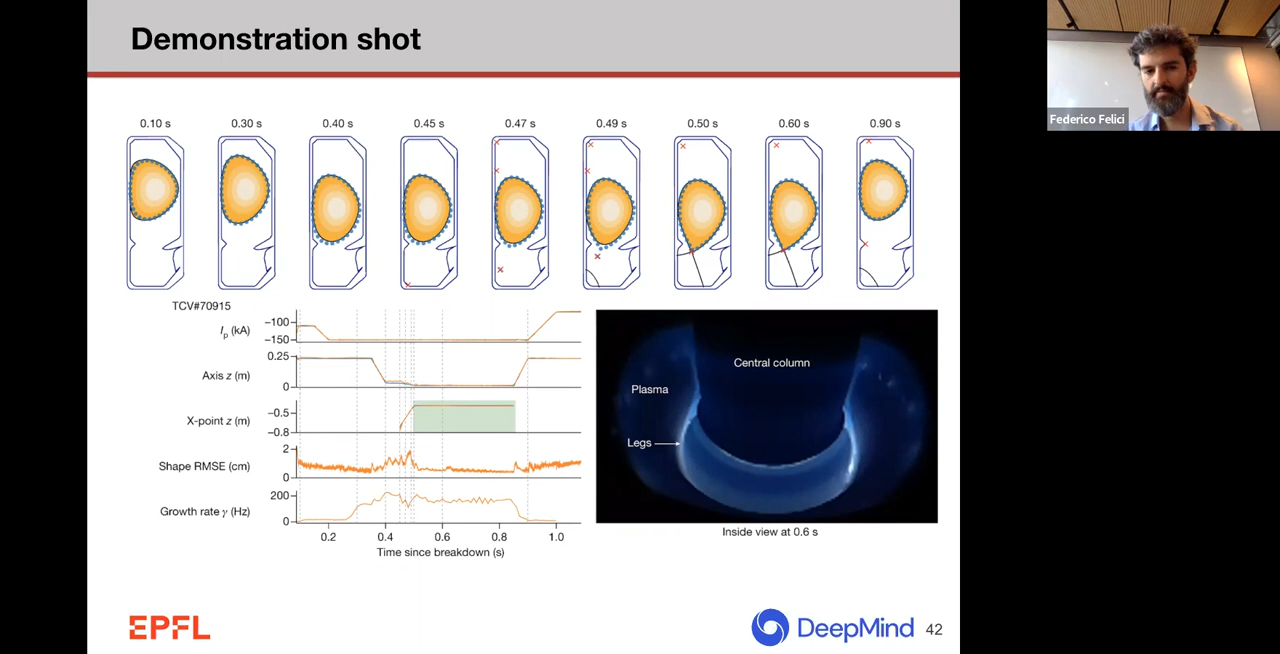 Demonstration shot
Federico Felici
0.10 s 0.30 s 0.40 s 0.45 s 0.47 s 0.49 s 0.50 s 0.60 s 0.90 s
TCV#70915
Ip (kA)
−100
−150
Axis z (m)
0.25
0
X-point z (m)
−0.5
−0.8
Shape RMSE (cm)
2
0
Growth rate γ (Hz)
200
0
0.2 0.4 0.6 0.8 1.0
Time since breakdown (s)
Central column
Plasma
Legs
Inside view at 0.6 s
EPFL
DeepMind
42